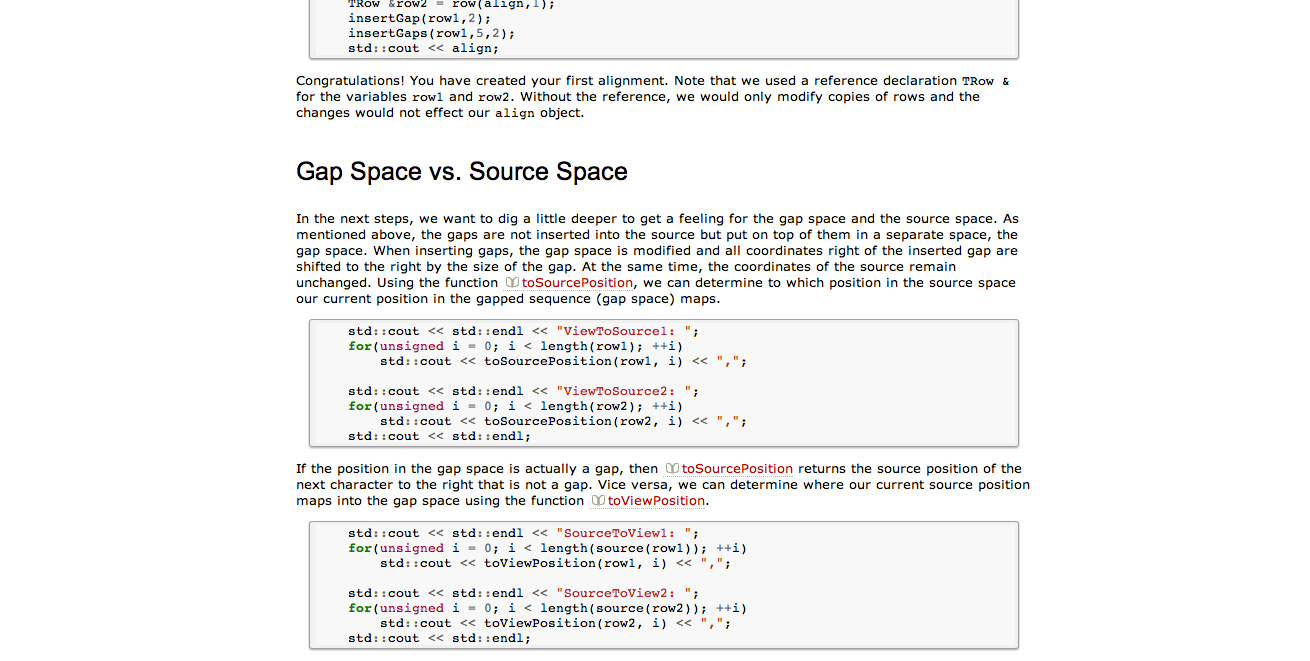 TRow &row2 = row(align,1);
insertGap(row1,2);
insertGaps(row1,5,2);
std::cout << align;
Congratulations! You have created your first alignment. Note that we used a reference declaration TRow &
for the variables row1 and row2. Without the reference, we would only modify copies of rows and the
changes would not effect our align object.
Gap Space vs. Source Space
In the next steps, we want to dig a little deeper to get a feeling for the gap space and the source space. As
mentioned above, the gaps are not inserted into the source but put on top of them in a separate space, the
gap space. When inserting gaps, the gap space is modified and all coordinates right of the inserted gap are
shifted to the right by the size of the gap. At the same time, the coordinates of the source remain
unchanged. Using the function toSourcePosition, we can determine to which position in the source space
our current position in the gapped sequence (gap space) maps.
std::cout << std::endl << "ViewToSource1: ";
for(unsigned i = 0; i < length(row1); ++i)
std::cout << toSourcePosition(row1, i) << ",";
std::cout << std::endl << "ViewToSource2: ";
for(unsigned i = 0; i < length(row2); ++i)
std::cout << toSourcePosition(row2, i) << ",";
std::cout << std::endl;
If the position in the gap space is actually a gap, then toSourcePosition returns the source position of the
next character to the right that is not a gap. Vice versa, we can determine where our current source position
maps into the gap space using the function toViewPosition.
std::cout << std::endl << "SourceToView1: ";
for(unsigned i = 0; i < length(source(row1)); ++i)
std::cout << toViewPosition(row1, i) << ",";
std::cout << std::endl << "SourceToView2: ";
for(unsigned i = 0; i < length(source(row2)); ++i)
std::cout << toViewPosition(row2, i) << ",";
std::cout << std::endl;